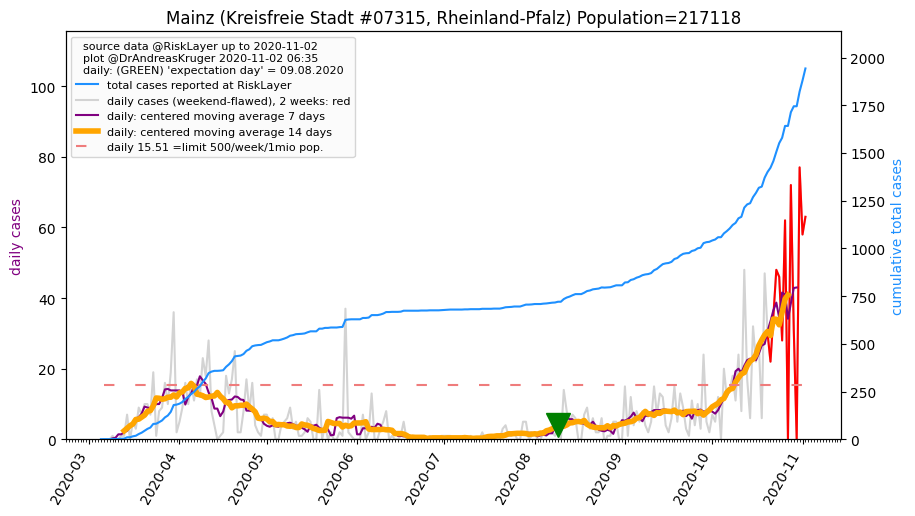 Mainz (Kreisfreie Stadt #07315, Rheinland-Pfalz) Population=217118
source data @RiskLayer up to 2020-11-02
plot @DrAndreasKruger 2020-11-02 06:35
daily: (GREEN) 'expectation day' = 09.08.2020
total cases reported at RiskLayer
daily cases (weekend-flawed), 2 weeks: red
daily: centered moving average 7 days
daily: centered moving average 14 days
daily 15.51 =limit 500/week/1mio pop.
daily cases
100
80
60
40
20
0
cumulative total cases
2000
1750
1500
1250
1000
750
500
250
0
2020-03
2020-04
2020-05
2020-06
2020-07
2020-08
2020-09
2020-10
2020-11